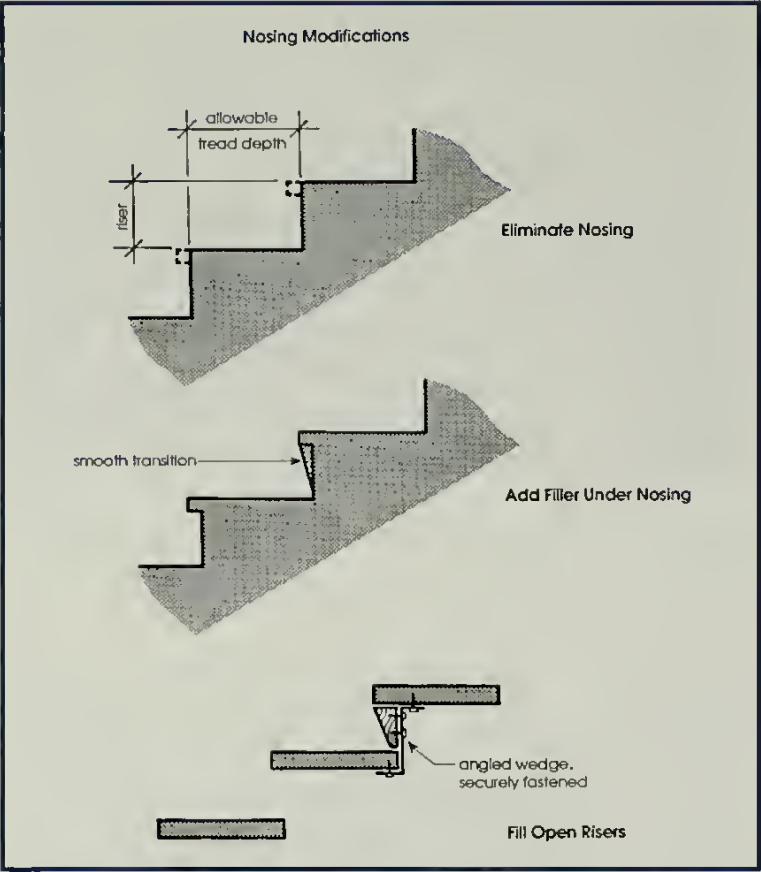 Nosing Modifications
allowable
tread depth
riser
Eliminate Nosing
smooth transition
Add Filler Under Nosing
angled wedge,
securely fastened
Fill Open Risers